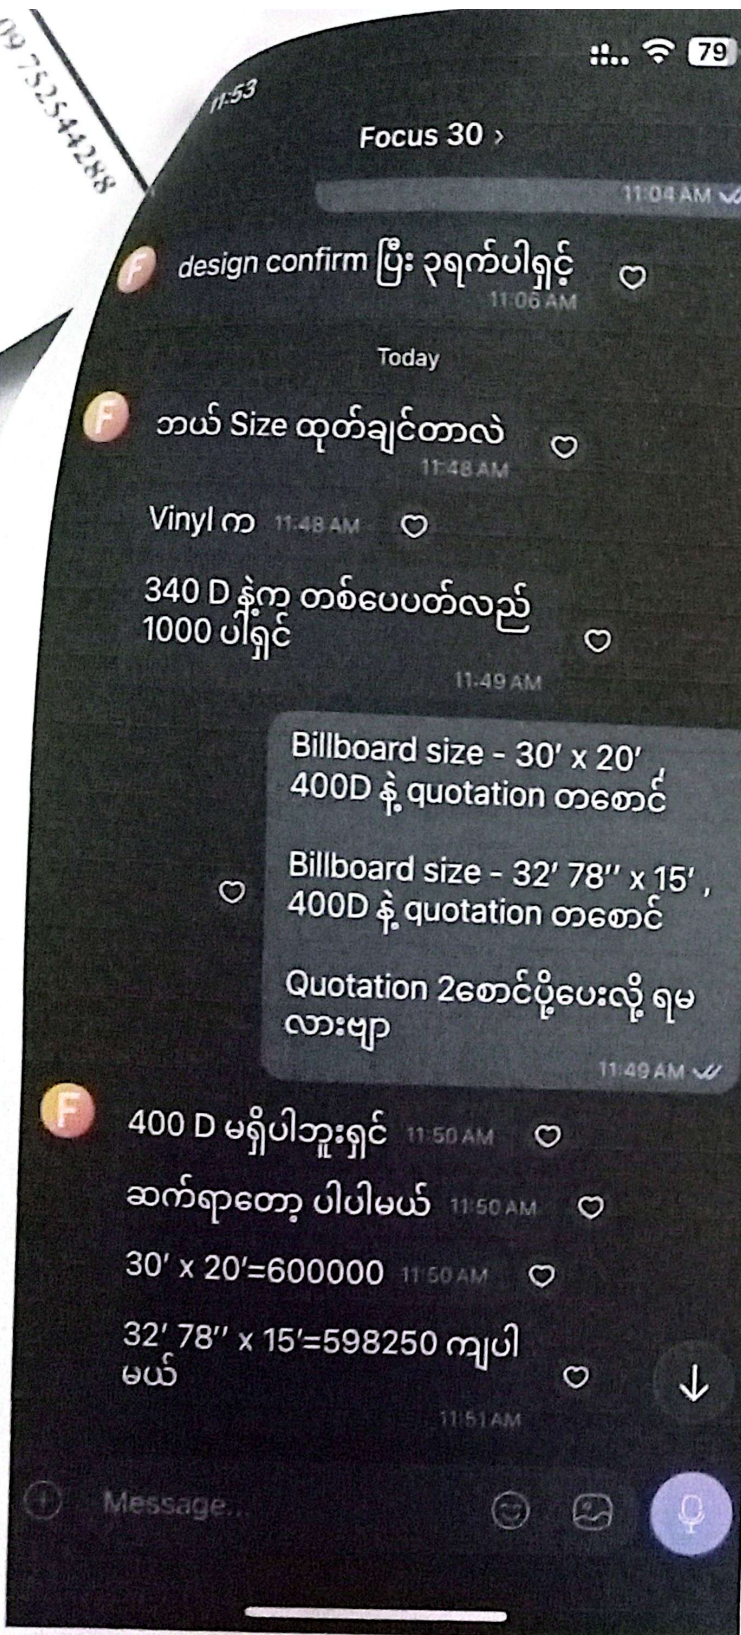 09 752544288
11:53
79
Focus 30 >
11:04 AM
F
design confirm ပြီး ၃ရက်ပါရှင့်
11:06 AM
Today
F
ဘယ် Size ထုတ်ချင်တာလဲ
11:48 AM
Vinyl က 11:48 AM
340 D နဲ့က တစ်ပေပတ်လည်
1000 ပါရှင်
11:49 AM
Billboard size - 30′ x 20′ ,
400D နဲ့ quotation တစောင်
Billboard size - 32′ 78′′ x 15′ ,
400D နဲ့ quotation တစောင်
Quotation 2စောင်ပို့ပေးလို့ ရမ
လားဗျာ
11:49 AM
F
400 D မရှိပါဘူးရှင် 11:50 AM
ဆက်ရာတော့ ပါပါမယ် 11:50 AM
30′ x 20′=600000 11:50 AM
32′ 78′′ x 15′=598250 ကျပါ
မယ်
11:51 AM
Message...